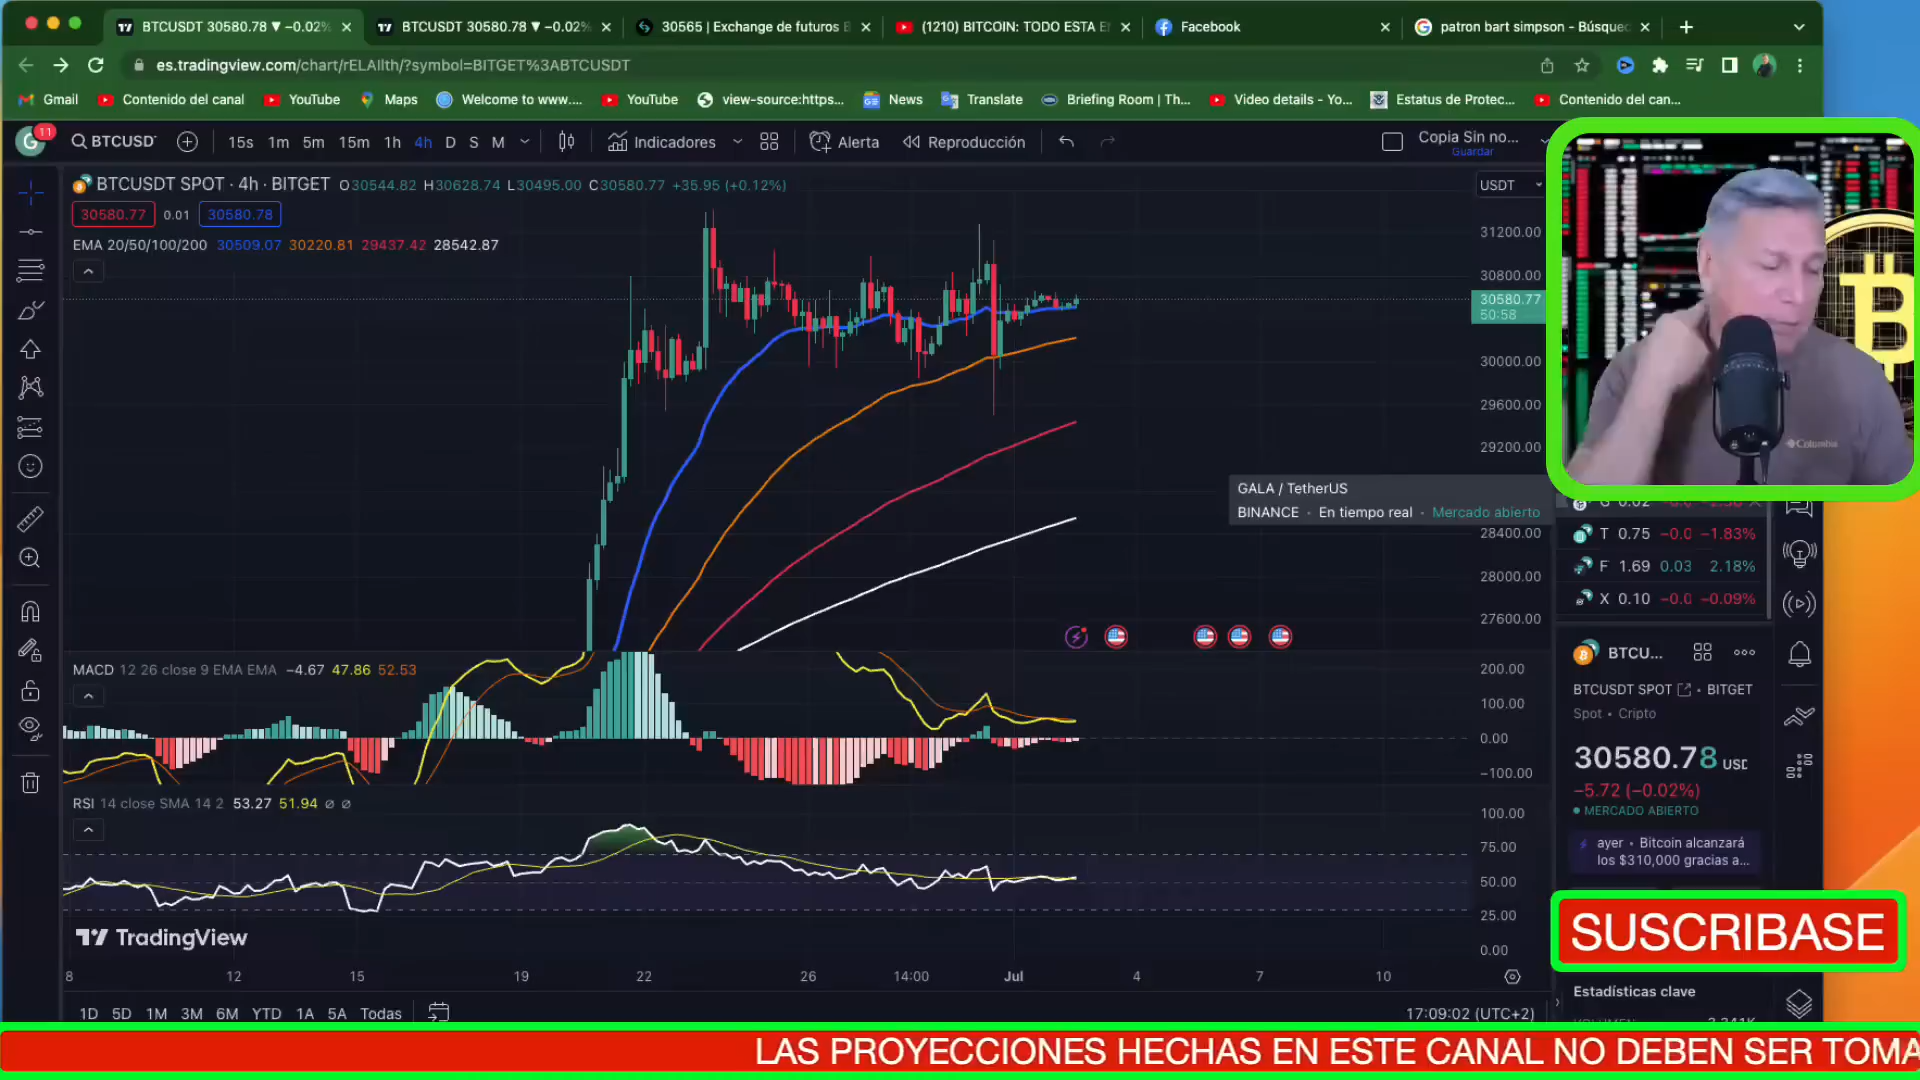 BTCUSDT 30580.78 ▼ −0.02%
BTCUSDT 30580.78 ▼ −0.02%
30565 | Exchange de futuros
(1210) BITCOIN: TODO ESTA E
Facebook
patron bart simpson - Búsqued
es.tradingview.com/chart/rELAIlth/?symbol=BITGET%3ABTCUSDT
Gmail
Contenido del canal
YouTube
Maps
Welcome to www....
YouTube
view-source:https...
News
Translate
Briefing Room | Th...
Video details - Yo...
Estatus de Protec...
Contenido del can...
11
BTCUSDT
15s
1m
5m
15m
1h
4h
D
S
M
Indicadores
Alerta
Reproducción
Copia Sin no...
Guardar
BTCUSDT SPOT · 4h · BITGET O30544.82 H30628.74 L30495.00 C30580.77 +35.95 (+0.12%)
30580.77 0.01 30580.78
EMA 20/50/100/200 30509.07 30220.81 29437.42 28542.87
USDT
31200.00
30800.00
30580.77
50:58
30000.00
29600.00
29200.00
28400.00
28000.00
27600.00
GALA / TetherUS
BINANCE · En tiempo real · Mercado abierto
Columbia
T 0.75 −0.0 −1.83%
F 1.69 0.03 2.18%
X 0.10 −0.0 −0.09%
BTCU...
BTCUSDT SPOT · BITGET
Spot • Cripto
30580.78 USD
−5.72 (−0.02%)
MERCADO ABIERTO
ayer • Bitcoin alcanzará
los $310,000 gracias a...
MACD 12 26 close 9 EMA EMA −4.67 47.86 52.53
200.00
100.00
0.00
−100.00
RSI 14 close SMA 14 2 53.27 51.94 ∅ ∅
100.00
75.00
50.00
25.00
0.00
TradingView
8 12 15 19 22 26 14:00 Jul 4 7 10
SUSCRIBASE
Estadísticas clave
1D 5D 1M 3M 6M YTD 1A 5A Todas
17:09:02 (UTC+2)
LAS PROYECCIONES HECHAS EN ESTE CANAL NO DEBEN SER TOMA